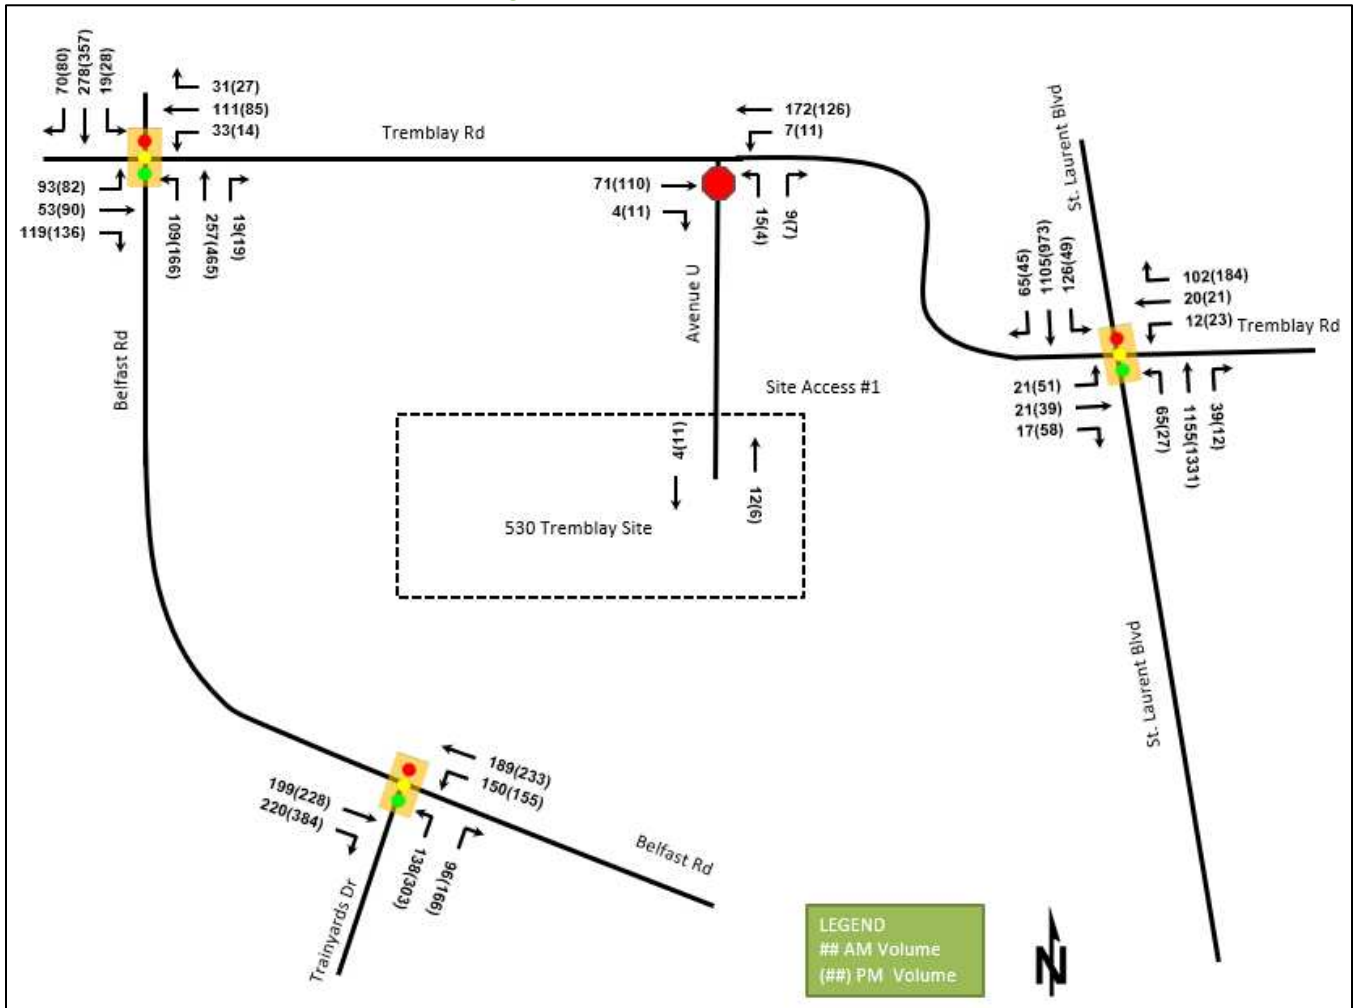 70(80)
278(357)
19(28)
31(27)
111(85)
33(14)
Tremblay Rd
172(126)
7(11)
St. Laurent Blvd
93(82)
53(90)
119(136)
109(166)
257(465)
19(19)
71(110)
4(11)
15(4)
9(7)
Avenue U
65(45)
1105(973)
126(49)
102(184)
20(21)
12(23)
Tremblay Rd
Belfast Rd
21(51)
21(39)
17(58)
65(27)
1155(1331)
39(12)
Site Access #1
4(11)
12(6)
530 Tremblay Site
St. Laurent Blvd
189(233)
150(155)
199(228)
220(384)
138(303)
96(166)
Belfast Rd
Trainyards Dr
LEGEND
## AM Volume
(##) PM Volume
N